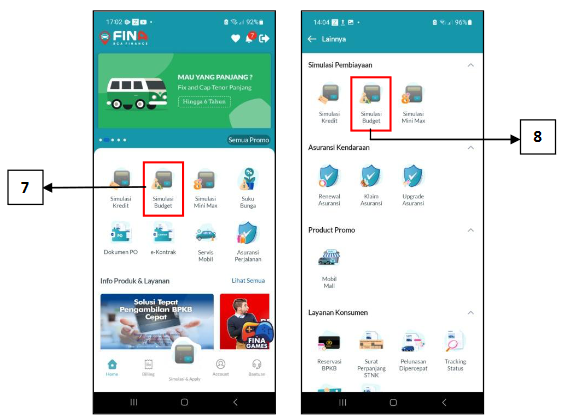 17:02
92%
FINA
BCA FINANCE
MAU YANG PANJANG ?
Fix and Cap Tenor Panjang
Hingga 6 Tahun
Semua Promo
Simulasi Kredit
Simulasi Budget
Simulasi Mini Max
Suku Bunga
Dokumen PO
e-Kontrak
Servis Mobil
Asuransi Perjalanan
Info Produk & Layanan
Lihat Semua
Solusi Tepat
Pengambilan BPKB
Cepat
FINA
GAMES
Home
Billing
Simulasi & Apply
Account
Bantuan
7
14:04
96%
Lainnya
Simulasi Pembiayaan
Simulasi Kredit
Simulasi Budget
Simulasi Mini Max
Asuransi Kendaraan
Renewal Asuransi
Klaim Asuransi
Upgrade Asuransi
Product Promo
Mobil Mall
Layanan Konsumen
Reservasi BPKB
Surat Perpanjang STNK
Pelunasan Dipercepat
Tracking Status
8